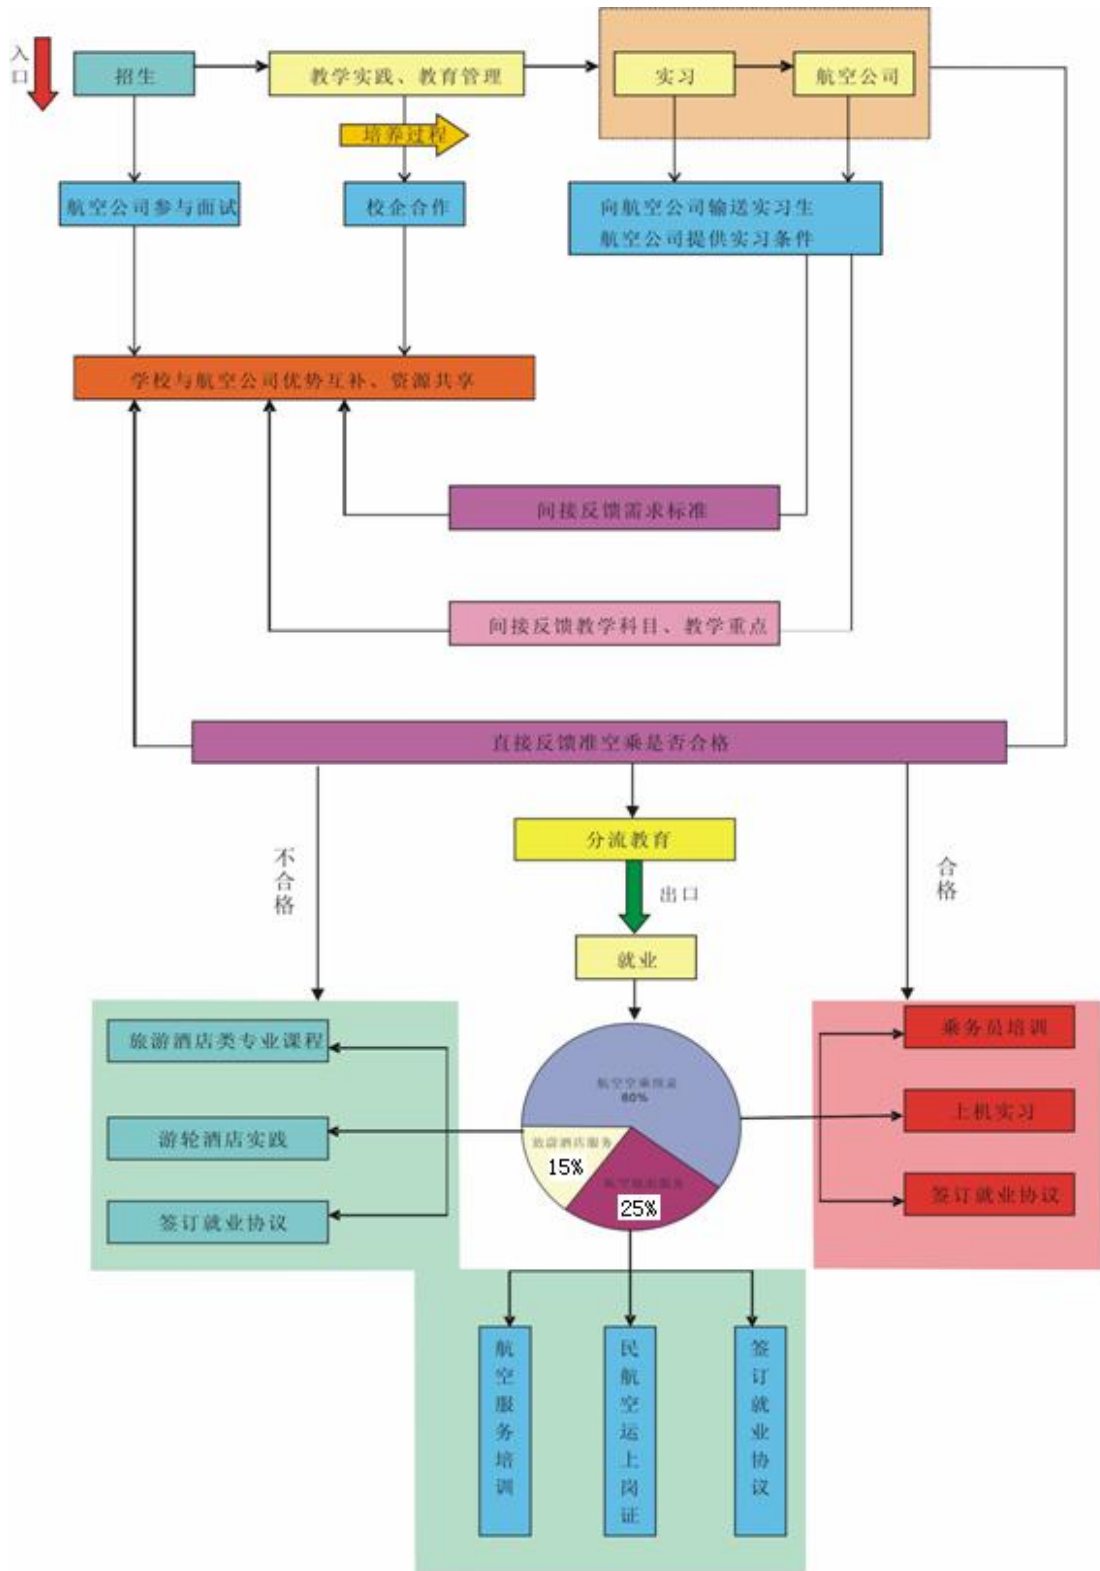 入口
招生
教学实践、教育管理
实习
航空公司
培养过程
航空公司参与面试
校企合作
向航空公司输送实习生
航空公司提供实习条件
学校与航空公司优势互补、资源共享
间接反馈需求标准
间接反馈教学科目、教学重点
直接反馈准空乘是否合格
不合格
分流教育
合格
出口
就业
旅游酒店类专业课程
游轮酒店实践
签订就业协议
航空空乘
60%
旅游酒店服务
15%
服务
25%
乘务员培训
上机实习
签订就业协议
航空服务培训
民航空运上岗证
签订就业协议